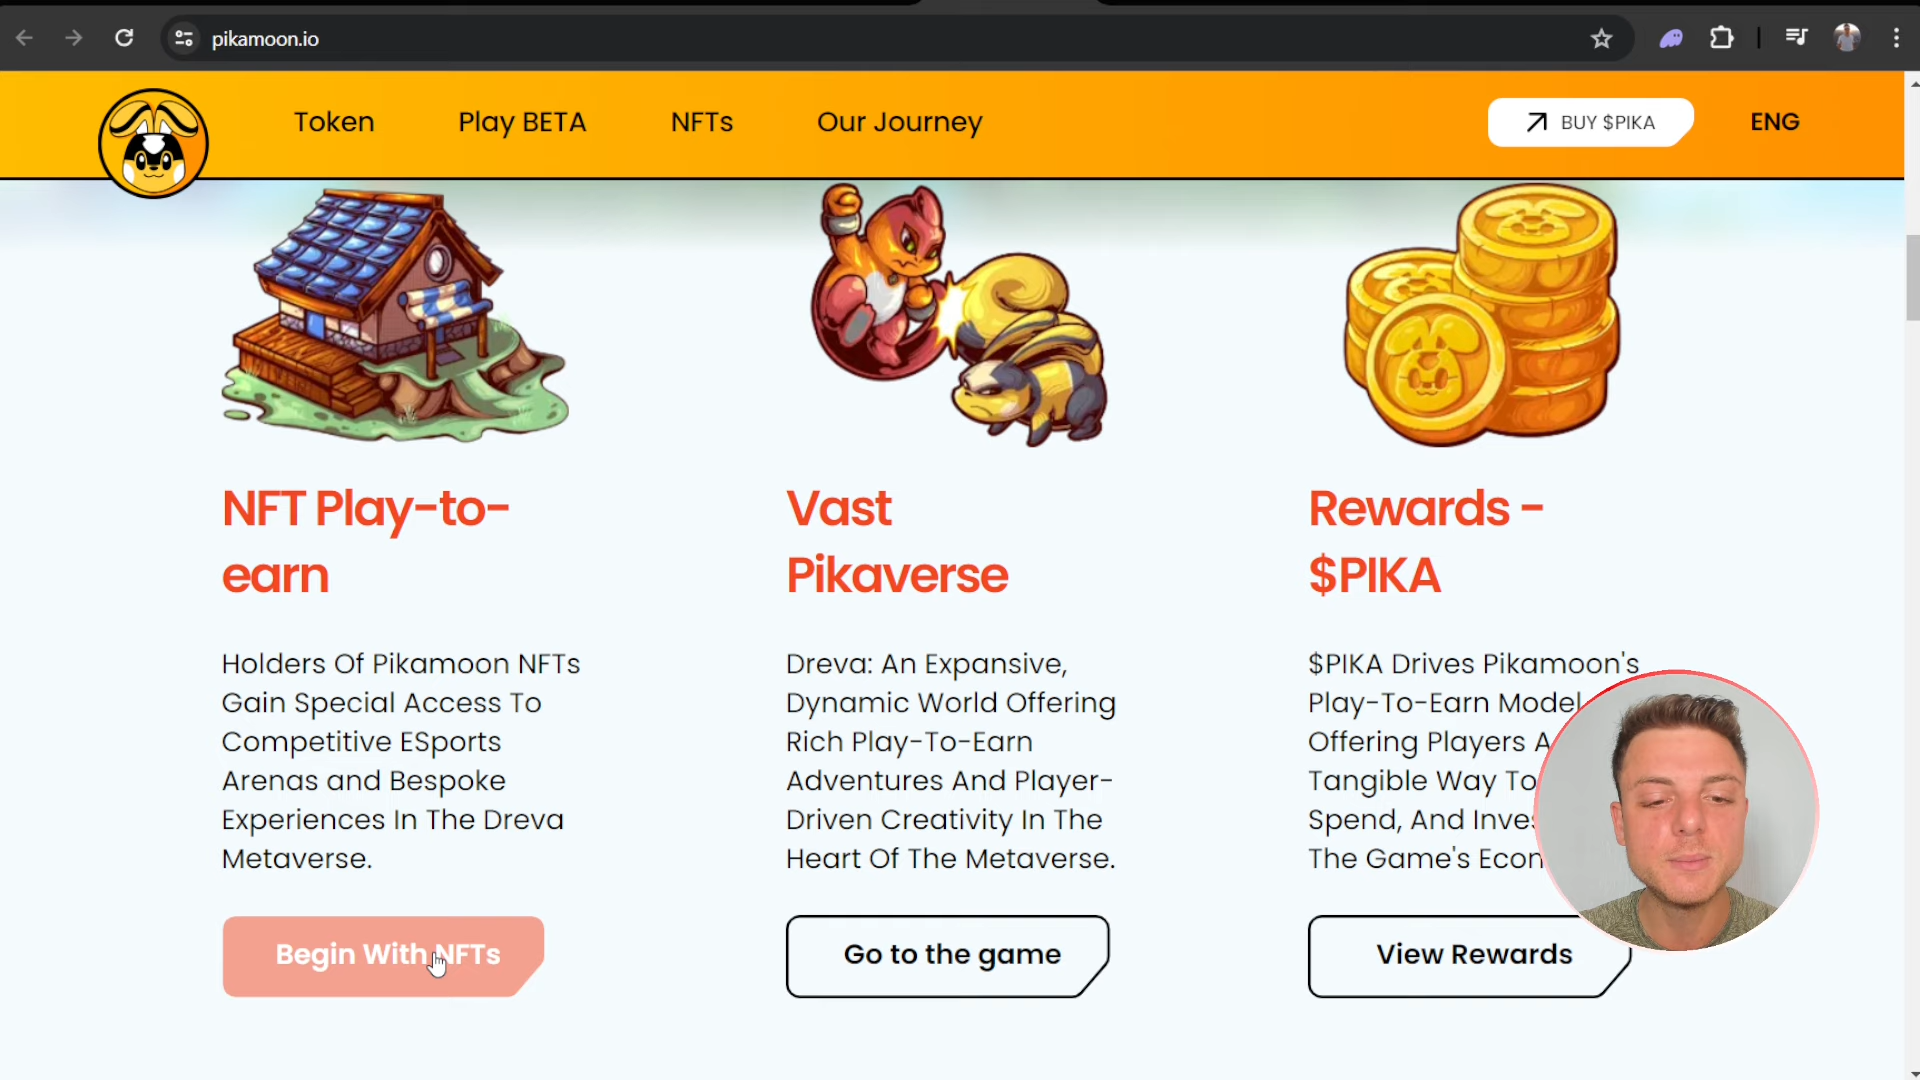 pikamoon.io
Token
Play BETA
NFTs
Our Journey
BUY $PIKA
ENG
NFT Play-to-
earn
Holders Of Pikamoon NFTs
Gain Special Access To
Competitive ESports
Arenas and Bespoke
Experiences In The Dreva
Metaverse.
Begin With NFTs
Vast
Pikaverse
Dreva: An Expansive,
Dynamic World Offering
Rich Play-To-Earn
Adventures And Player-
Driven Creativity In The
Heart Of The Metaverse.
Go to the game
Rewards -
$PIKA
$PIKA Drives Pikamoon's
Play-To-Earn Model
Offering Players
Tangible Way To
Spend, And
The Game's
View Rewards